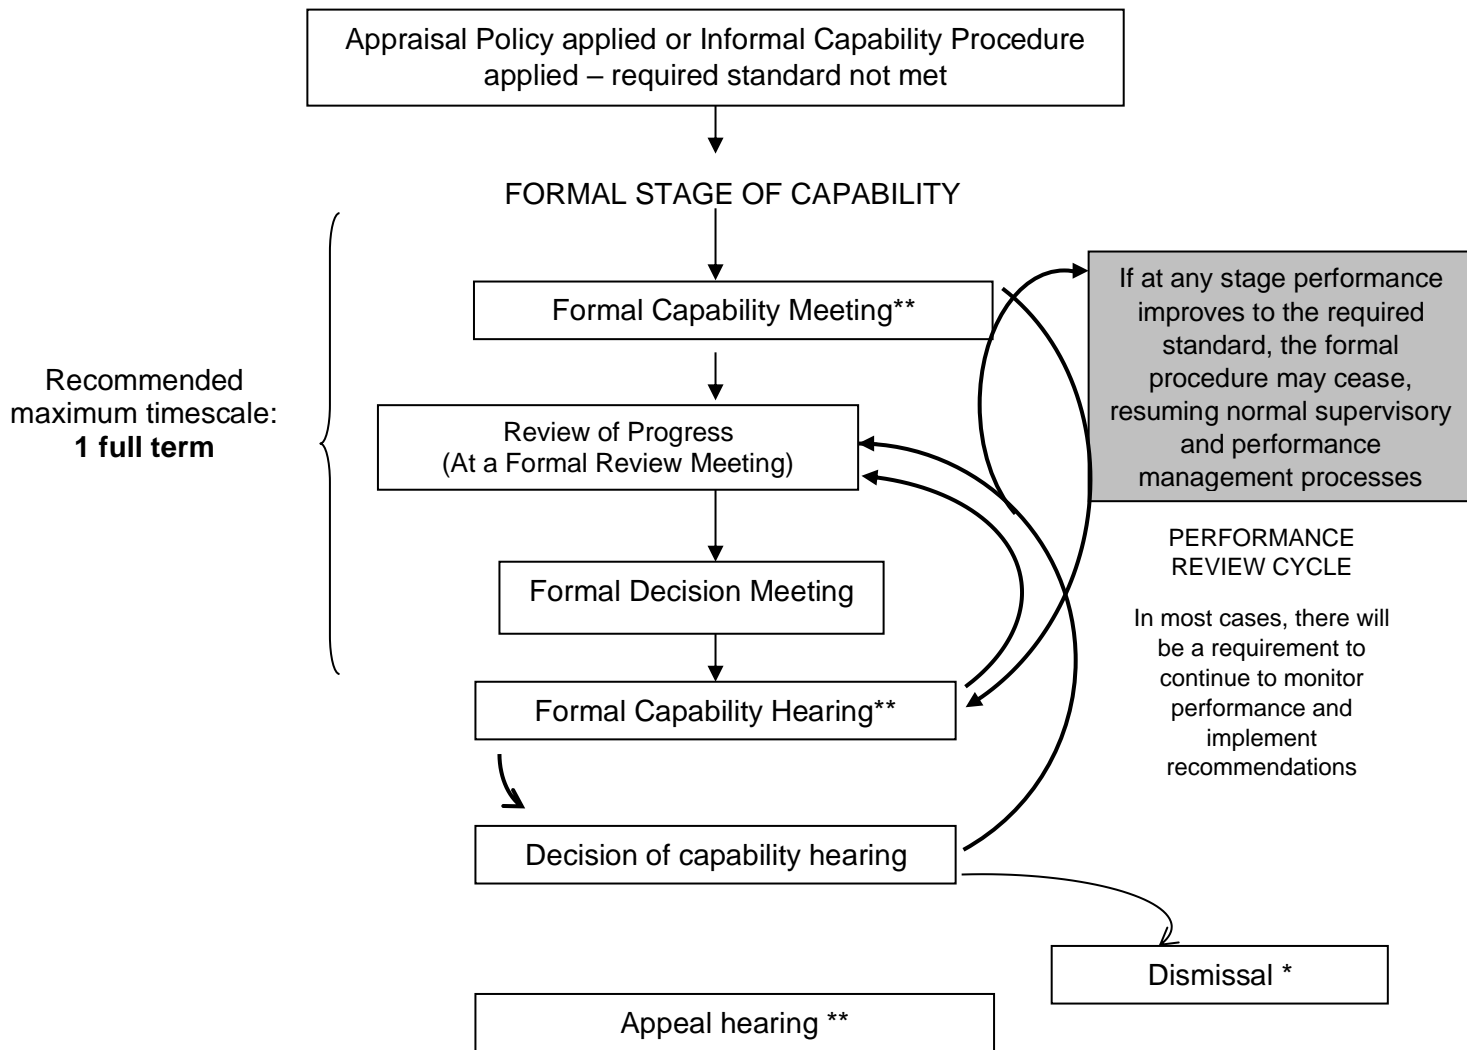 Appraisal Policy applied or Informal Capability Procedure
applied – required standard not met
FORMAL STAGE OF CAPABILITY
Formal Capability Meeting**
If at any stage performance
improves to the required
standard, the formal
procedure may cease,
resuming normal supervisory
and performance
management processes
Recommended
maximum timescale:
1 full term
Review of Progress
(At a Formal Review Meeting)
PERFORMANCE
REVIEW CYCLE
Formal Decision Meeting
In most cases, there will
be a requirement to
continue to monitor
performance and
implement
recommendations
Formal Capability Hearing**
Decision of capability hearing
Dismissal *
Appeal hearing **